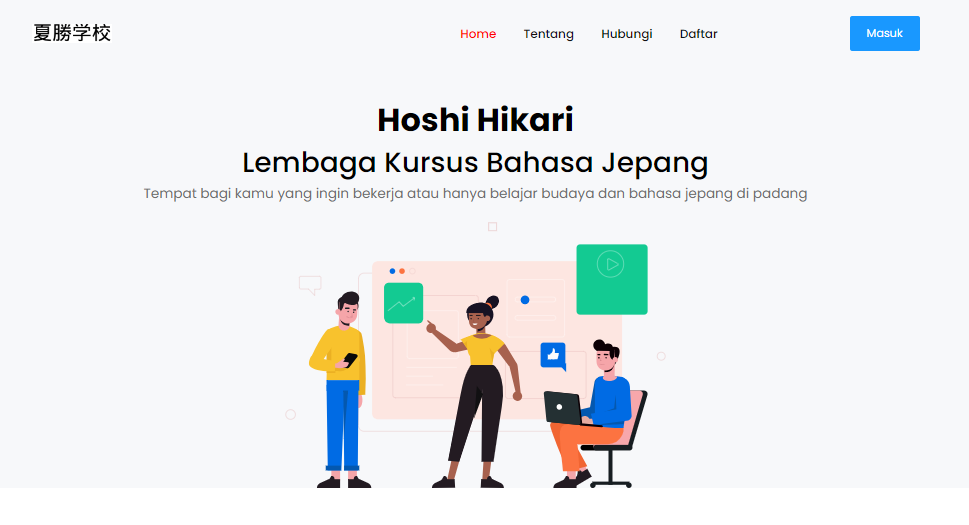 夏勝学校
Home Tentang Hubungi Daftar Masuk
Hoshi Hikari
Lembaga Kursus Bahasa Jepang
Tempat bagi kamu yang ingin bekerja atau hanya belajar budaya dan bahasa jepang di padang